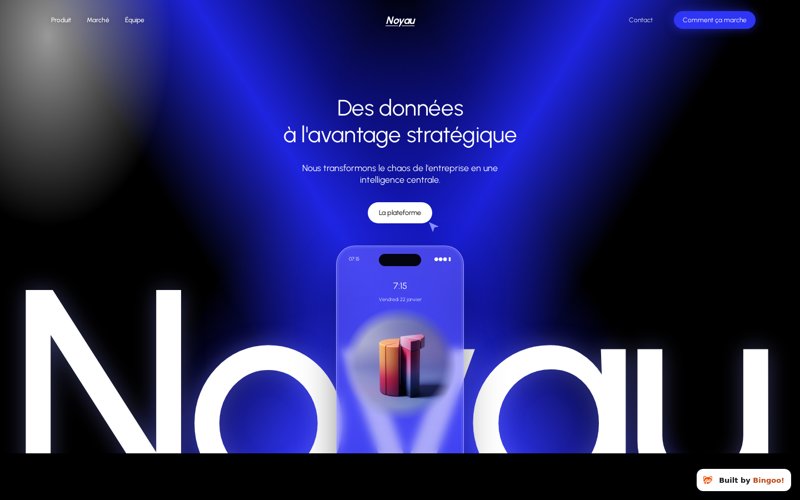 Produit
Marché
Équipe
Noyau
Contact
Comment ça marche
Des données
à l'avantage stratégique
Nous transformons le chaos de l'entreprise en une
intelligence centrale.
La plateforme
07:15
7:15
Vendredi 22 janvier
Noyau
Built by Bingoo!